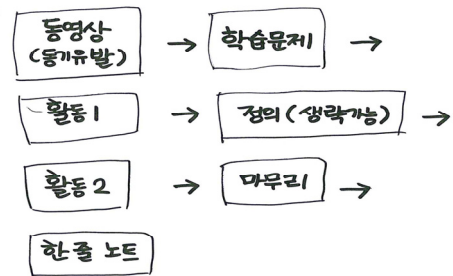 동영상
(동기유발) → 학습문제 →
활동1 → 정의(생략가능) →
활동2 → 마무리 →
한 줄 노트